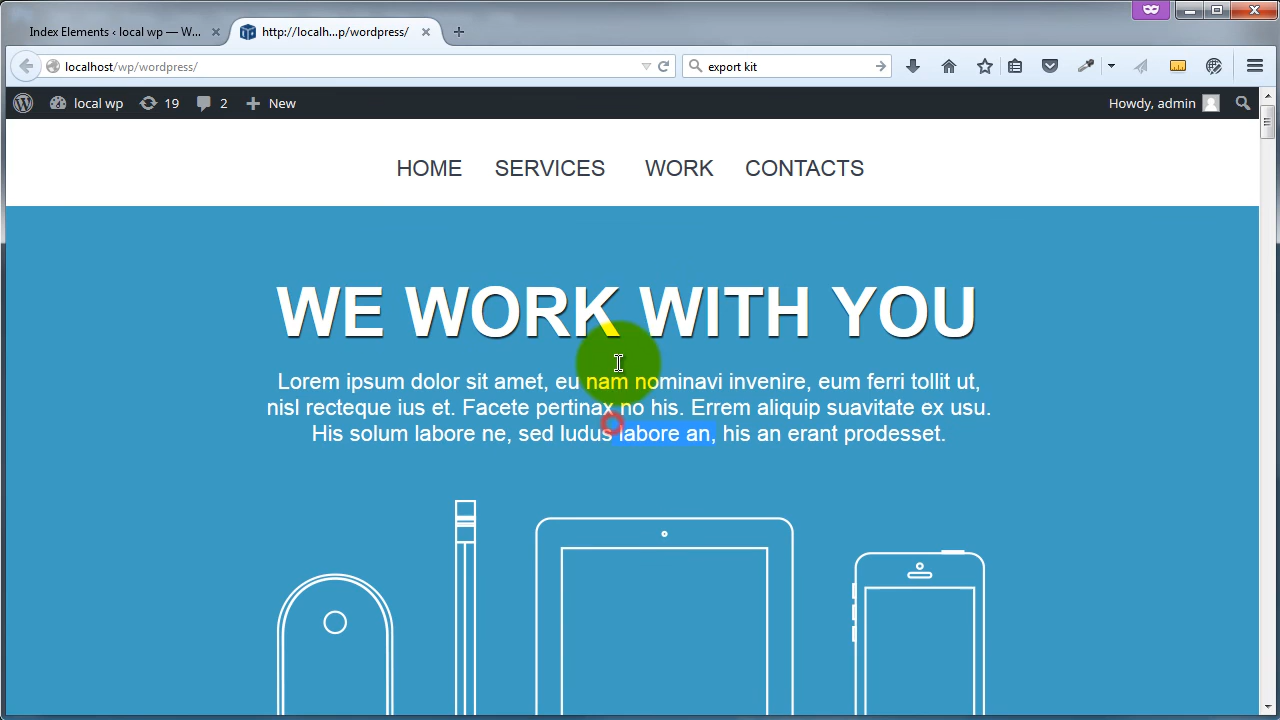 Index Elements ‹ local wp — W...
http://localh...p/wordpress/
localhost/wp/wordpress/
export kit
local wp 19 2 New
Howdy, admin
HOME SERVICES WORK CONTACTS
WE WORK WITH YOU
Lorem ipsum dolor sit amet, eu nam nominavi invenire, eum ferri tollit ut,
nisl recteque ius et. Facete pertinax no his. Errem aliquip suavitate ex usu.
His solum labore ne, sed ludus labore an, his an erant prodesset.